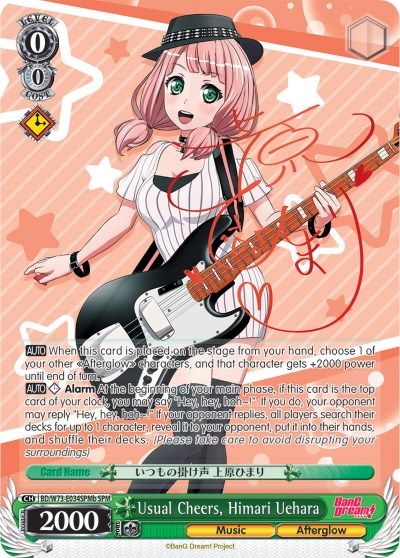 LEVEL
0
0
COST
AUTO When this card is placed on the stage from your hand, choose 1 of
your other «Afterglow» characters, and that character gets +2000 power
until end of turn.
AUTO Alarm At the beginning of your main phase, if this card is the top
card of your clock, you may say "Hey, hey, hoh~!". If you do, your opponent
may reply "Hey, hey, hoh~!" If your opponent replies, all players search their
decks for up to 1 character, reveal it to your opponent, put it into their hands,
and shuffle their decks. (Please take care to avoid disrupting your
surroundings)
Card Name いつもの掛け声 上原ひまり
CH BD/W73-E034SPMb SPM
Usual Cheers, Himari Uehara
BanG Dream!
2000
Music Afterglow
©BanG Dream! Project